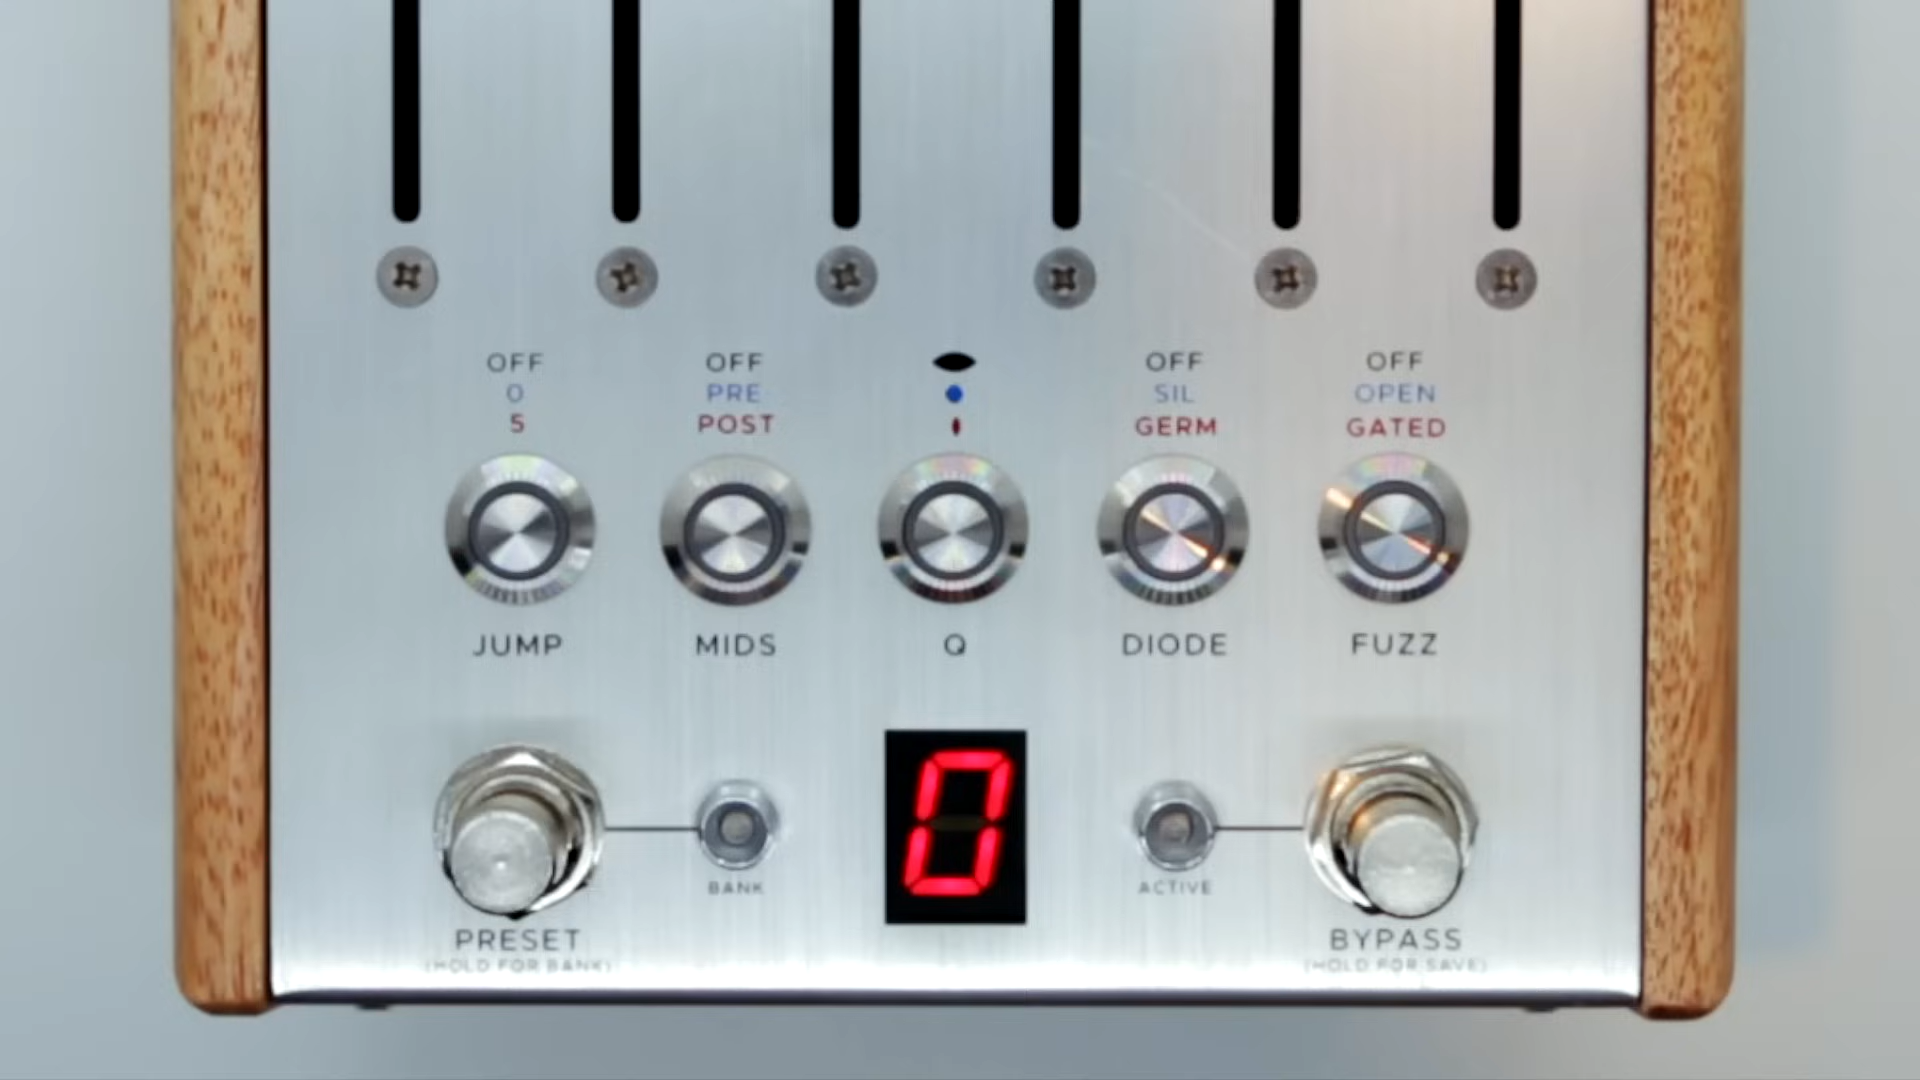 OFF OFF OFF OFF
0 PRE SIL OPEN
5 POST GERM GATED
JUMP MIDS Q DIODE FUZZ
0
BANK ACTIVE
PRESET BYPASS
(HOLD FOR BANK) (HOLD FOR SAVE)